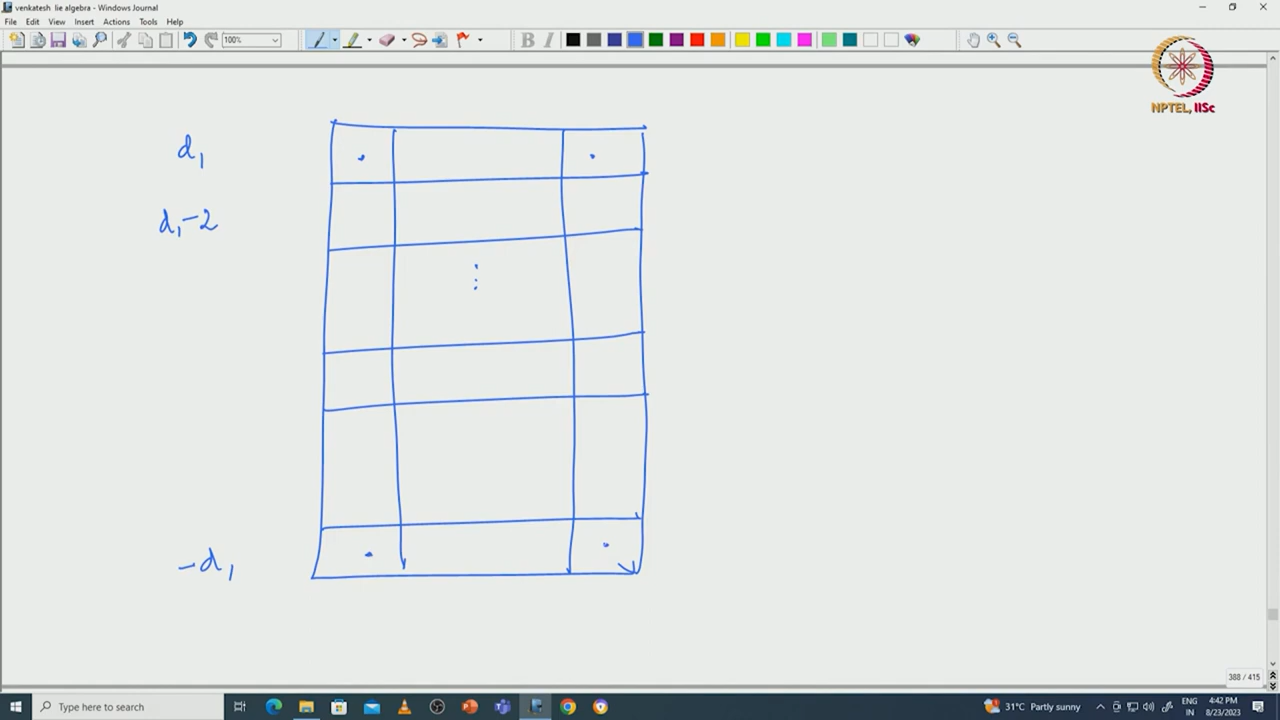 venkatesh lie algebra - Windows Journal
File Edit View Insert Actions Tools Help
100%
B I
NPTEL, IISc
d₁
d₁-2
⋮
-d₁
388 / 415
Type here to search
31°C Partly sunny
ENG
IN
4:42 PM
8/23/2023